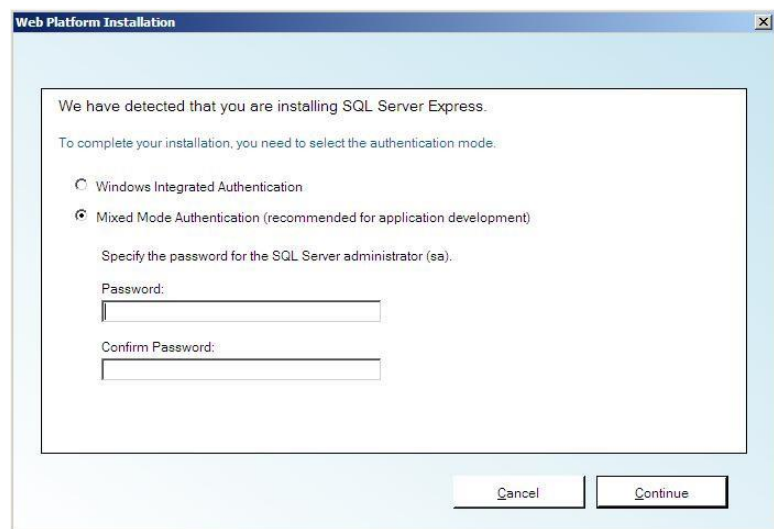 Web Platform Installation
We have detected that you are installing SQL Server Express.
To complete your installation, you need to select the authentication mode.
Windows Integrated Authentication
Mixed Mode Authentication (recommended for application development)
Specify the password for the SQL Server administrator (sa).
Password:
Confirm Password:
Cancel
Continue